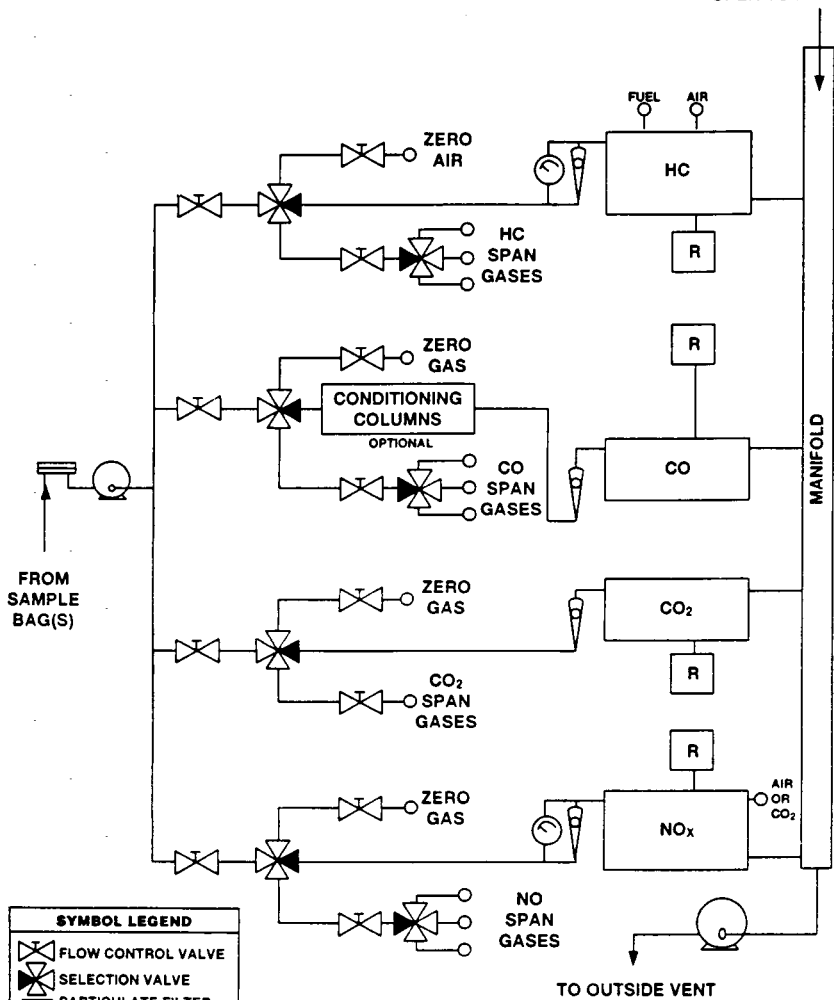 FUEL
AIR
ZERO
AIR
HC
R
HC
SPAN
GASES
MANIFOLD
ZERO
GAS
R
CONDITIONING
COLUMNS
OPTIONAL
CO
SPAN
GASES
CO
FROM
SAMPLE
BAG(S)
ZERO
GAS
CO₂
R
CO₂
SPAN
GASES
R
ZERO
GAS
NOx
AIR
OR
CO₂
NO
SPAN
GASES
SYMBOL LEGEND
FLOW CONTROL VALVE
SELECTION VALVE
PARTICULATE FILTER
TO OUTSIDE VENT